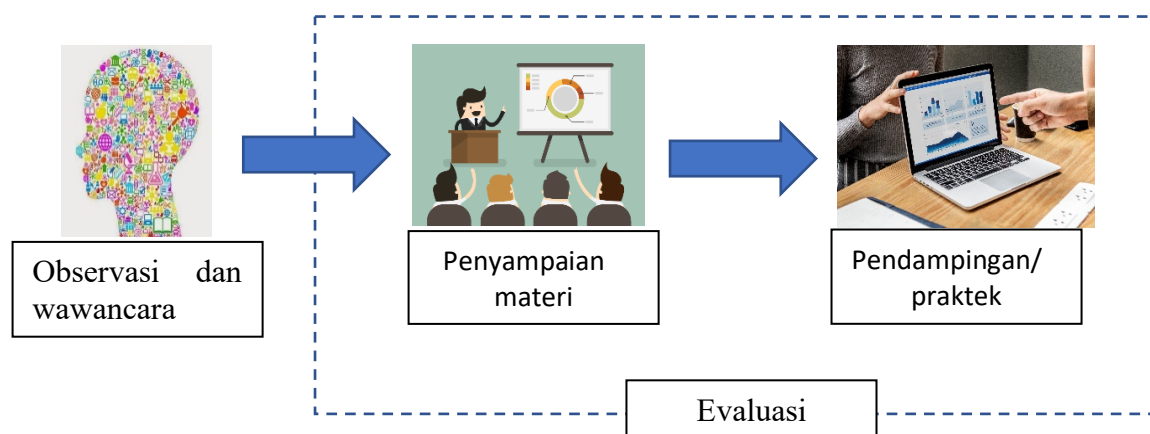 Observasi dan
wawancara
Penyampaian
materi
Pendampingan/
praktek
Evaluasi